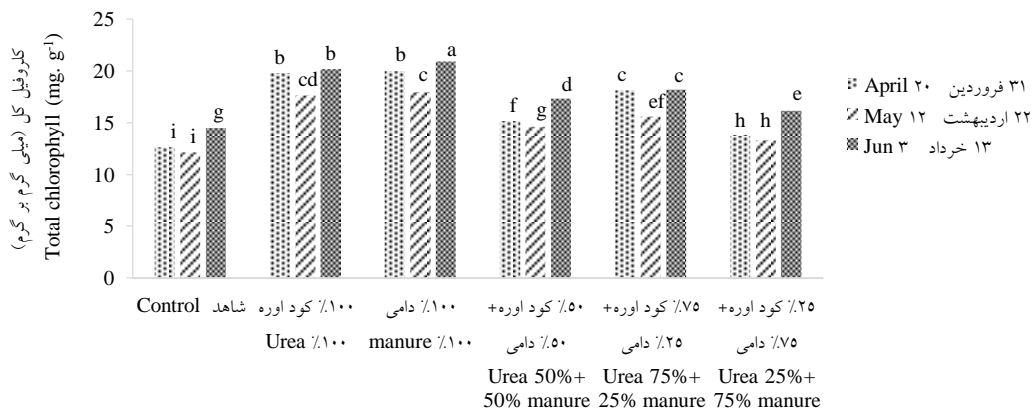 کلروفیل کل (میلی گرم بر گرم)
Total chlorophyll (mg. g-1)
25
20
15
10
5
0
i
i
g
b
cd
b
b
c
a
f
g
d
c
ef
c
h
h
e
۳۱ فروردین ۲۰ April
۲۲ اردیبهشت ۱۲ May
۱۳ خرداد ۳ Jun
شاهد Control
۱۰۰٪ کود اوره
Urea ٪۱۰۰
۱۰۰٪ دامی
manure ٪۱۰۰
۵۰٪ کود اوره+
۵۰٪ دامی
Urea 50%+
50% manure
۷۵٪ کود اوره+
۲۵٪ دامی
Urea 75%+
25% manure
۲۵٪ کود اوره+
۷۵٪ دامی
Urea 25%+
75% manure